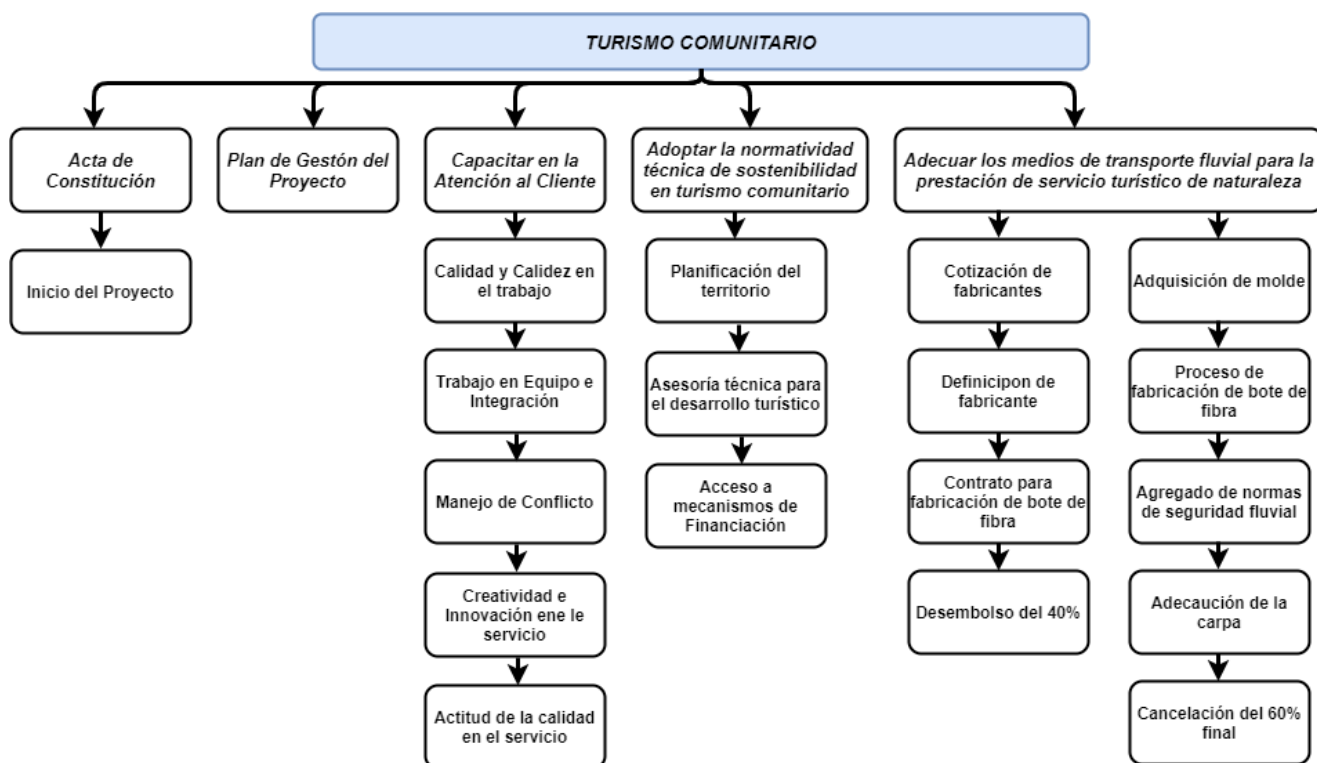 TURISMO COMUNITARIO
Acta de
Constitución
Plan de Gestón del
Proyecto
Capacitar en la
Atención al Cliente
Adoptar la normatividad
técnica de sostenibilidad
en turismo comunitario
Adecuar los medios de transporte fluvial para la
prestación de servicio turístico de naturaleza
Inicio del Proyecto
Calidad y Calidez en
el trabajo
Trabajo en Equipo e
Integración
Manejo de Conflicto
Creatividad e
Innovación ene le
servicio
Actitud de la calidad
en el servicio
Planificación del
territorio
Asesoría técnica para
el desarrollo turístico
Acceso a
mecanismos de
Financiación
Cotización de
fabricantes
Definicipon de
fabricante
Contrato para
fabricación de bote de
fibra
Desembolso del 40%
Adquisición de molde
Proceso de
fabricación de bote de
fibra
Agregado de normas
de seguridad fluvial
Adecaución de la
carpa
Cancelación del 60%
final